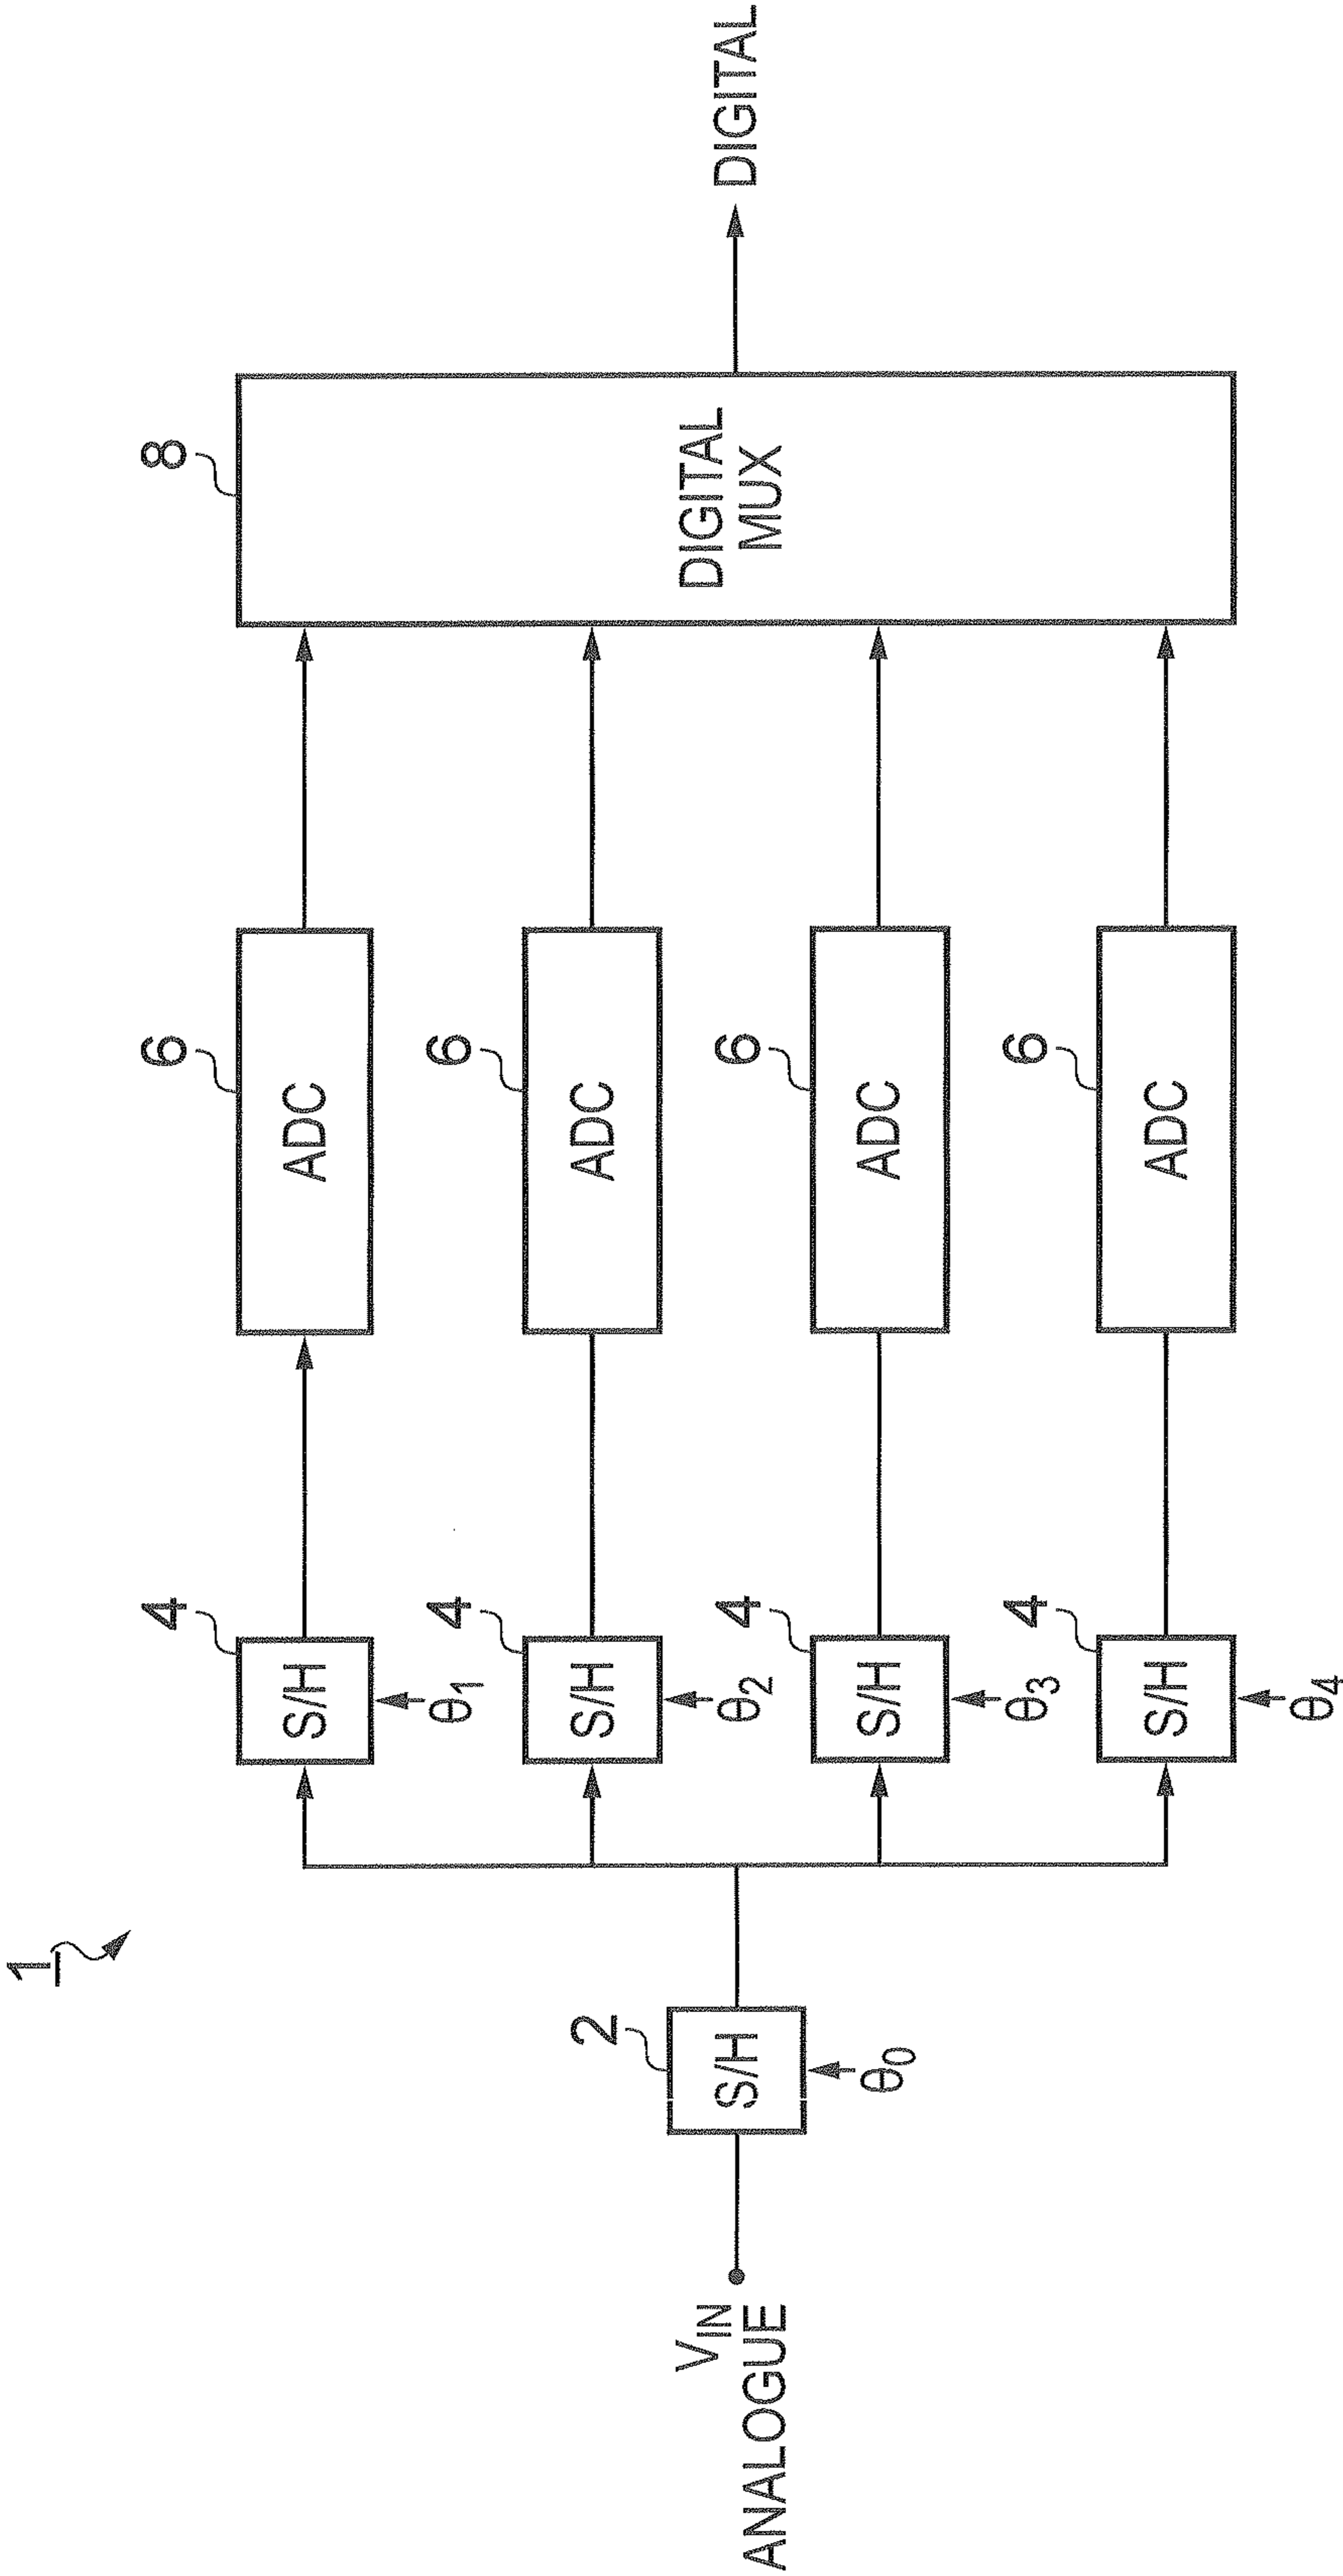 1
V_IN
ANALOGUE
2
S/H
θ₀
4
S/H
θ₁
6
ADC
4
S/H
θ₂
6
ADC
4
S/H
θ₃
6
ADC
4
S/H
θ₄
6
ADC
8
DIGITAL
MUX
DIGITAL